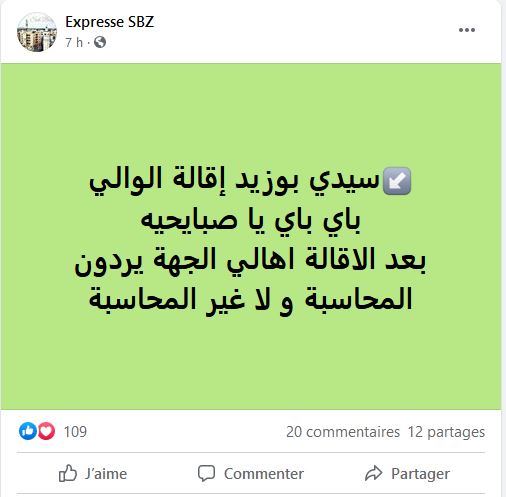 Expresse SBZ
7 h ·
سيدي بوزيد إقالة الوالي
باي باي يا صبايحيه
بعد الاقالة اهالي الجهة يردون
المحاسبة و لا غير المحاسبة
109
20 commentaires 12 partages
J’aime Commenter Partager